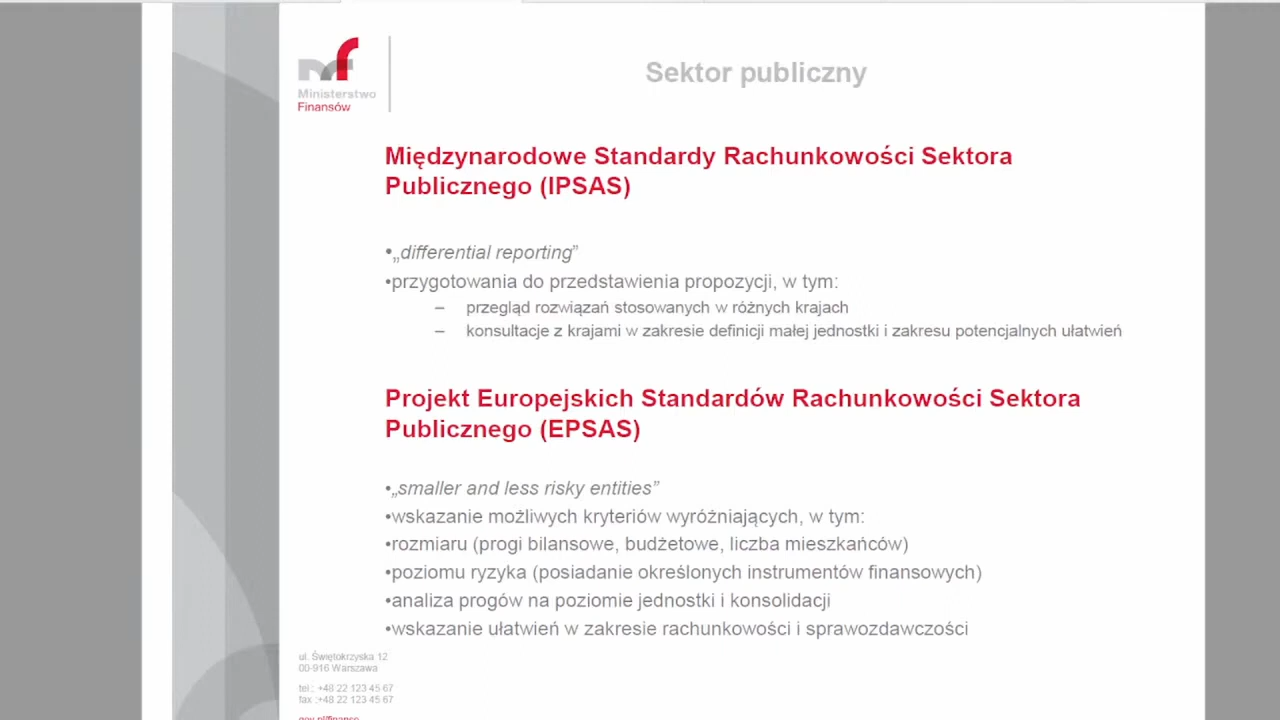 Ministerstwo
Finansów
Sektor publiczny
Międzynarodowe Standardy Rachunkowości Sektora
Publicznego (IPSAS)
•„differential reporting”
•przygotowania do przedstawienia propozycji, w tym:
– przegląd rozwiązań stosowanych w różnych krajach
– konsultacje z krajami w zakresie definicji małej jednostki i zakresu potencjalnych ułatwień
Projekt Europejskich Standardów Rachunkowości Sektora
Publicznego (EPSAS)
•„smaller and less risky entities”
•wskazanie możliwych kryteriów wyróżniających, w tym:
•rozmiaru (progi bilansowe, budżetowe, liczba mieszkańców)
•poziomu ryzyka (posiadanie określonych instrumentów finansowych)
•analiza progów na poziomie jednostki i konsolidacji
•wskazanie ułatwień w zakresie rachunkowości i sprawozdawczości
ul. Świętokrzyska 12
00-916 Warszawa
tel.: +48 22 123 45 67
fax :+48 22 123 45 67
gov.pl/finanse